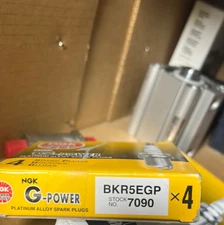 4
NGK
G-POWER
PLATINUM ALLOY SPARK PLUGS
BKR5EGP
STOCK
NO. 7090
×4